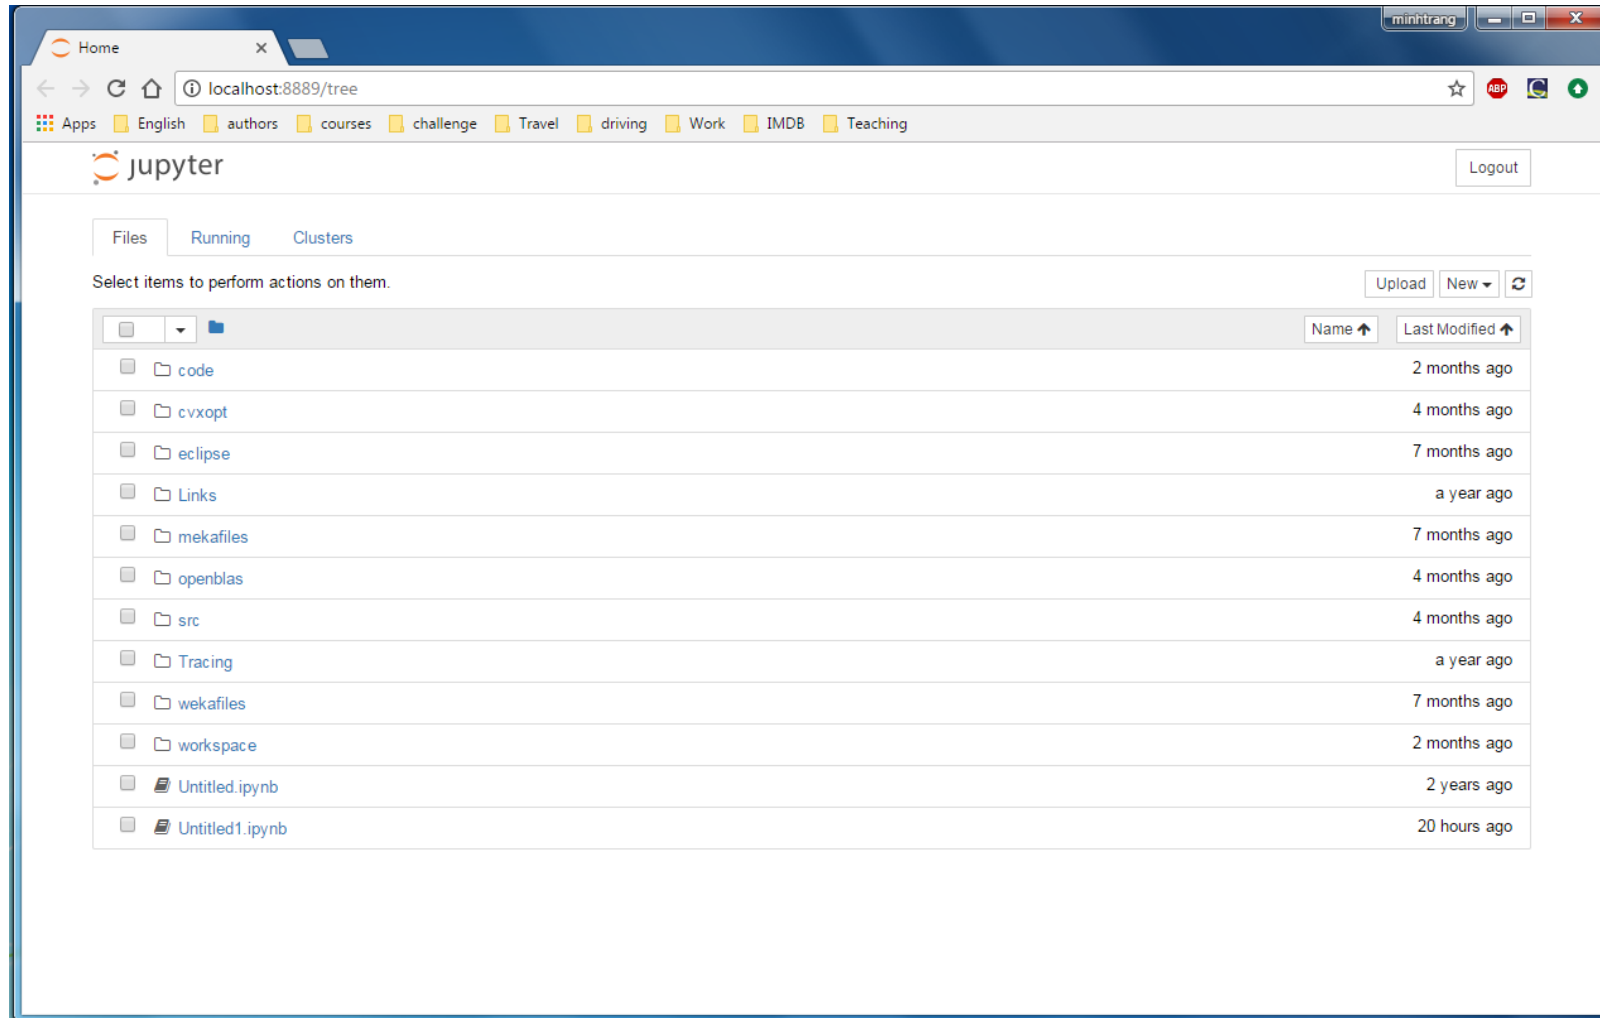 minhtrang
Home
localhost:8889/tree
ABP
Apps English authors courses challenge Travel driving Work IMDB Teaching
jupyter
Logout
Files Running Clusters
Select items to perform actions on them.
Upload New
Name Last Modified
code 2 months ago
cvxopt 4 months ago
eclipse 7 months ago
Links a year ago
mekafiles 7 months ago
openblas 4 months ago
src 4 months ago
Tracing a year ago
wekafiles 7 months ago
workspace 2 months ago
Untitled.ipynb 2 years ago
Untitled1.ipynb 20 hours ago